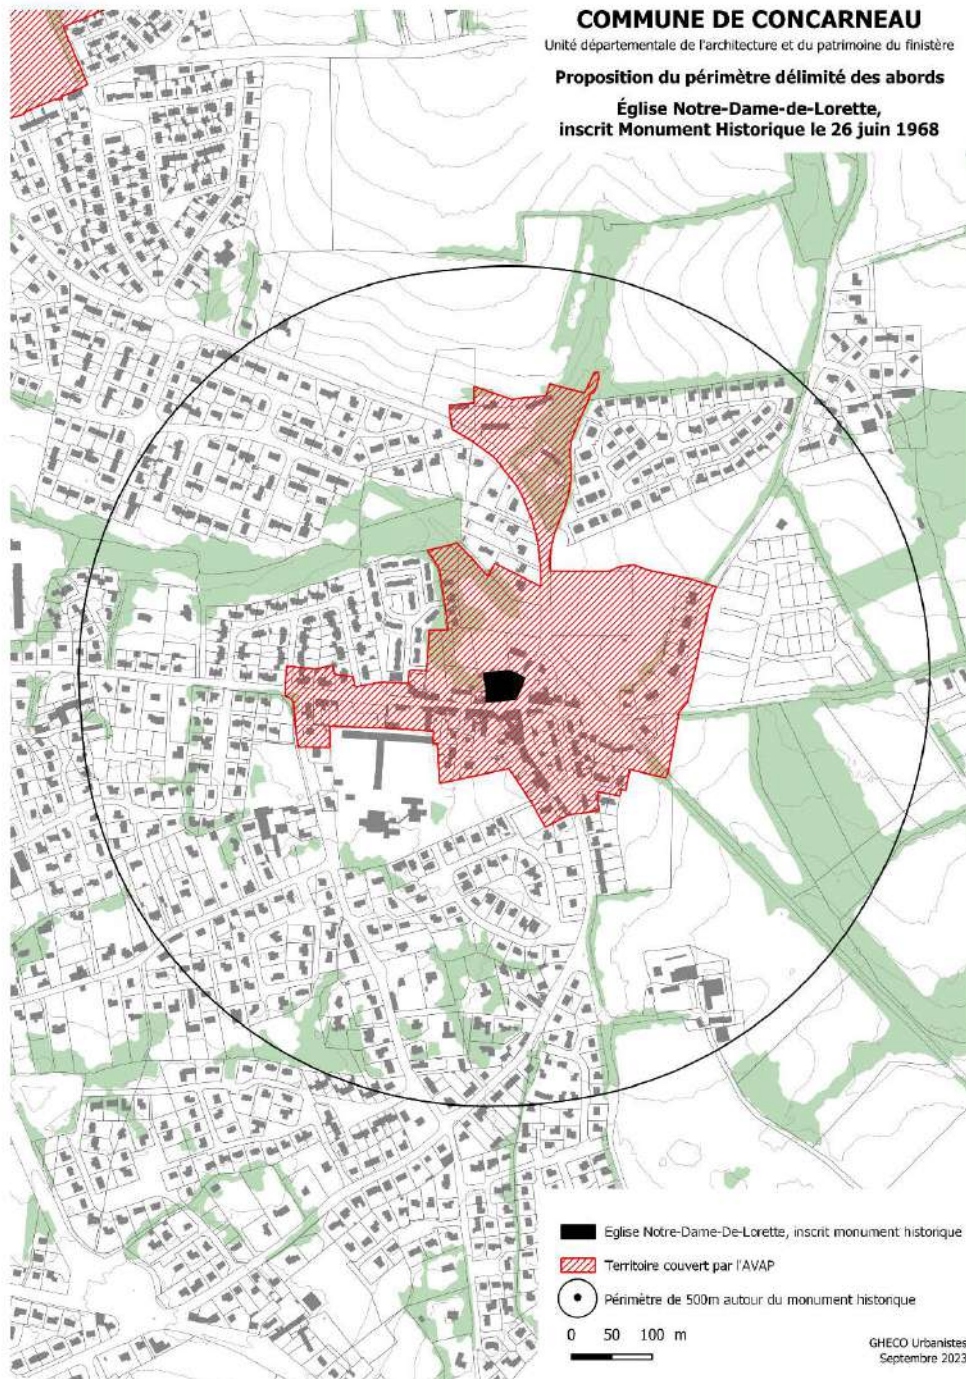 COMMUNE DE CONCARNEAU
Unité départementale de l'architecture et du patrimoine du finistère
Proposition du périmètre délimité des abords
Église Notre-Dame-de-Lorette,
inscrit Monument Historique le 26 juin 1968
Eglise Notre-Dame-De-Lorette, inscrit monument historique
Territoire couvert par l'AVAP
Périmètre de 500m autour du monument historique
0 50 100 m
GHECO Urbanistes
Septembre 2023